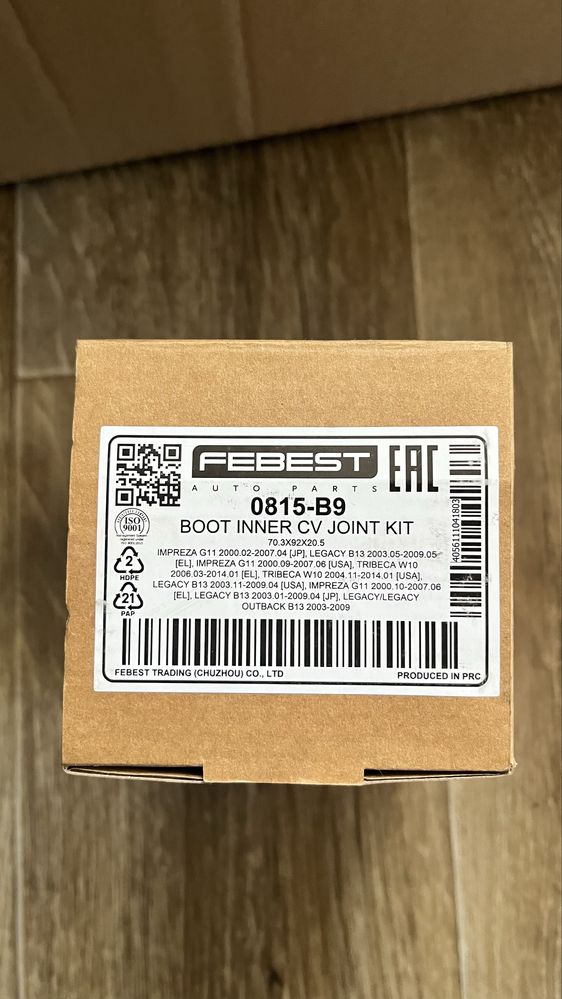 FEBEST
AUTO PARTS
EAC
0815-B9
BOOT INNER CV JOINT KIT
70.3X92X20.5
IMPREZA G11 2000.02-2007.04 [JP], LEGACY B13 2003.05-2009.05
[EL], IMPREZA G11 2000.09-2007.06 [USA], TRIBECA W10
2006.03-2014.01 [EL], TRIBECA W10 2004.11-2014.01 [USA],
LEGACY B13 2003.11-2009.04 [USA], IMPREZA G11 2000.10-2007.06
[EL], LEGACY B13 2003.01-2009.04 [JP], LEGACY/LEGACY
OUTBACK B13 2003-2009
ISO
9001
2
HDPE
21
PAP
4056111041803
FEBEST TRADING (CHUZHOU) CO., LTD
PRODUCED IN PRC